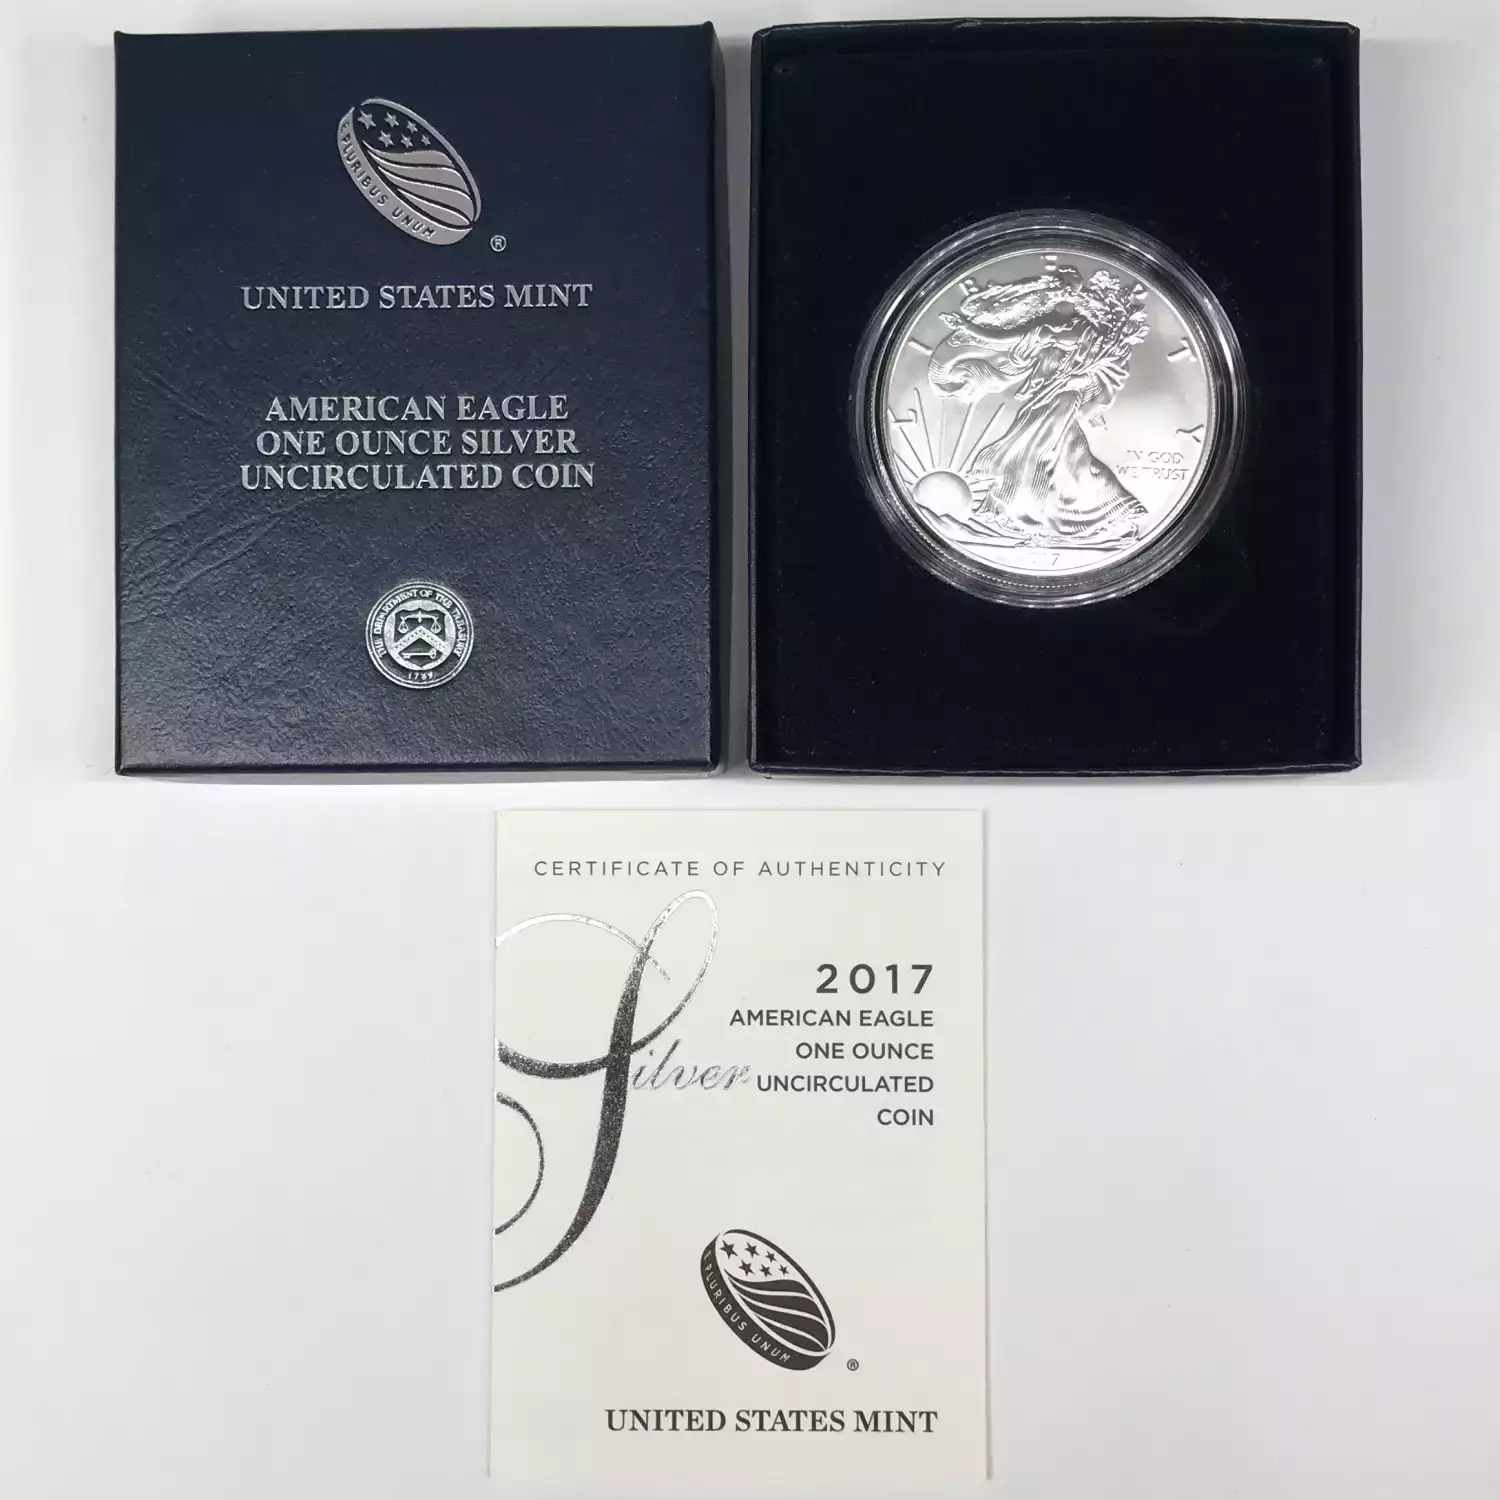 E PLURIBUS UNUM
®
UNITED STATES MINT
AMERICAN EAGLE
ONE OUNCE SILVER
UNCIRCULATED COIN
THE DEPARTMENT OF THE TREASURY
1789
LIBERTY
IN GOD
WE TRUST
CERTIFICATE OF AUTHENTICITY
Silver
2017
AMERICAN EAGLE
ONE OUNCE
UNCIRCULATED
COIN
E PLURIBUS UNUM
®
UNITED STATES MINT